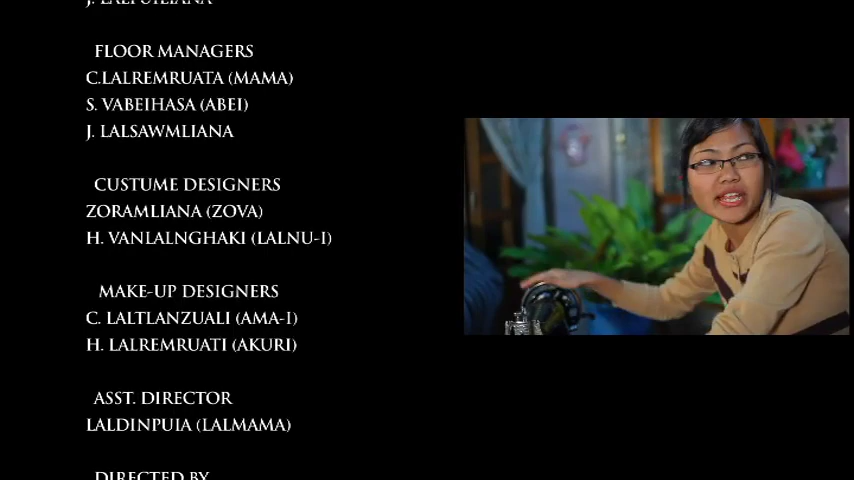 FLOOR MANAGERS
C.LALREMRUATA (MAMA)
S. VABEIHASA (ABEI)
J. LALSAWMLIANA
CUSTUME DESIGNERS
ZORAMLIANA (ZOVA)
H. VANLALNGHAKI (LALNU-I)
MAKE-UP DESIGNERS
C. LALTLANZUALI (AMA-I)
H. LALREMRUATI (AKURI)
ASST. DIRECTOR
LALDINPUIA (LALMAMA)
DIRECTED BY